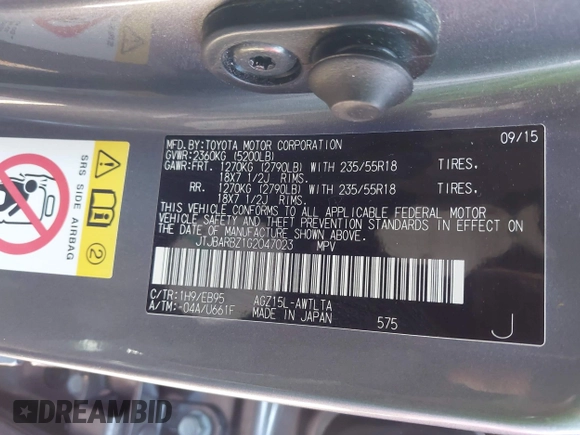 MFD.BY:TOYOTA MOTOR CORPORATION 09/15
GVWR:2360KG (5200LB)
GAWR:FRT. 1270KG (2790LB) WITH 235/55R18 TIRES.
18X7 1/2J RIMS.
RR. 1270KG (2790LB) WITH 235/55R18 TIRES.
18X7 1/2J RIMS.
THIS VEHICLE CONFORMS TO ALL APPLICABLE FEDERAL MOTOR
VEHICLE SAFETY AND THEFT PREVENTION STANDARDS IN EFFECT ON
THE DATE OF MANUFACTURE SHOWN ABOVE.
JTJBARBZ1G2047023 MPV
C/TR:1H9/EB95 AGZ15L-AWTLTA
A/TM:-04A/U661F MADE IN JAPAN 575
J
SRS SIDE AIRBAG
2
DREAMBID